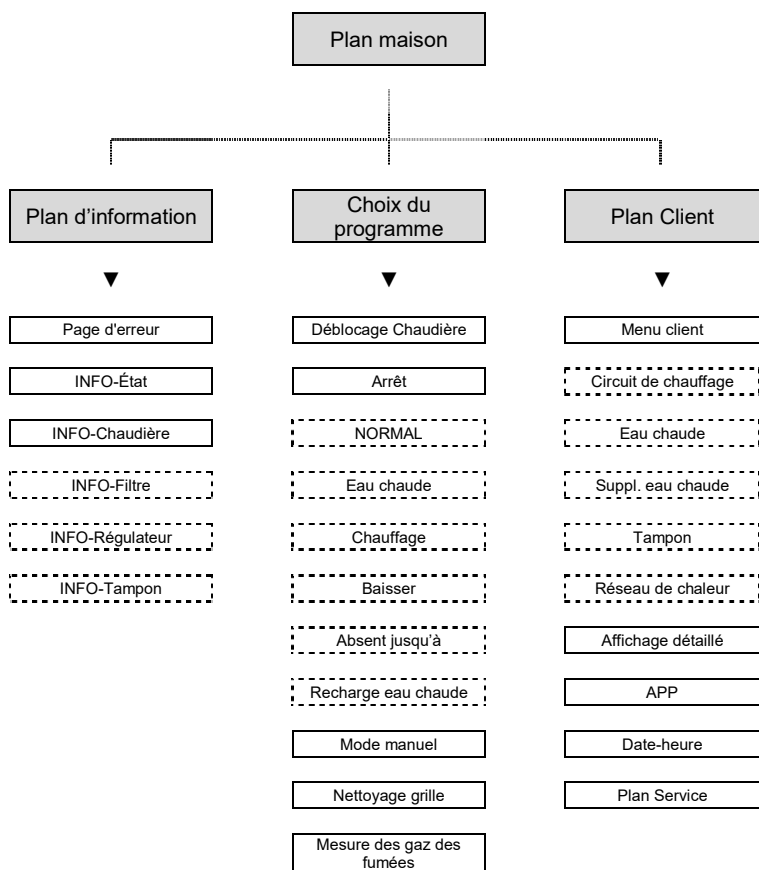 Plan maison
Plan d’information
Choix du
programme
Plan Client
▼
▼
▼
Page d'erreur
Déblocage Chaudière
Menu client
INFO-État
Arrêt
Circuit de chauffage
INFO-Chaudière
NORMAL
Eau chaude
INFO-Filtre
Eau chaude
Suppl. eau chaude
INFO-Régulateur
Chauffage
Tampon
INFO-Tampon
Baisser
Réseau de chaleur
Absent jusqu’à
Affichage détaillé
Recharge eau chaude
APP
Mode manuel
Date-heure
Nettoyage grille
Plan Service
Mesure des gaz des
fumées